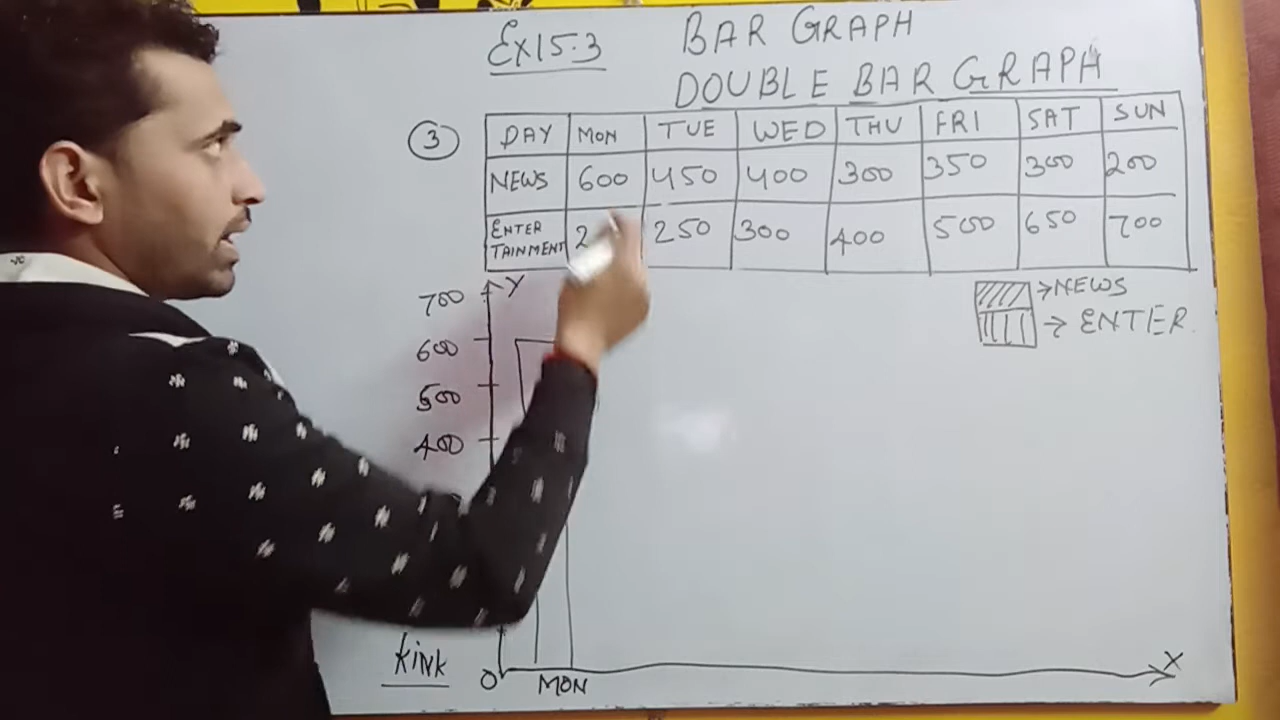 Ex15.3 BAR GRAPH
DOUBLE BAR GRAPH
3 DAY MON TUE WED THU FRI SAT SUN
NEWS 600 450 400 300 350 300 200
ENTER TAINMENT 250 300 400 500 650 700
→NEWS
→ENTER
Y
700
600
500
400
KINK
0 MON X